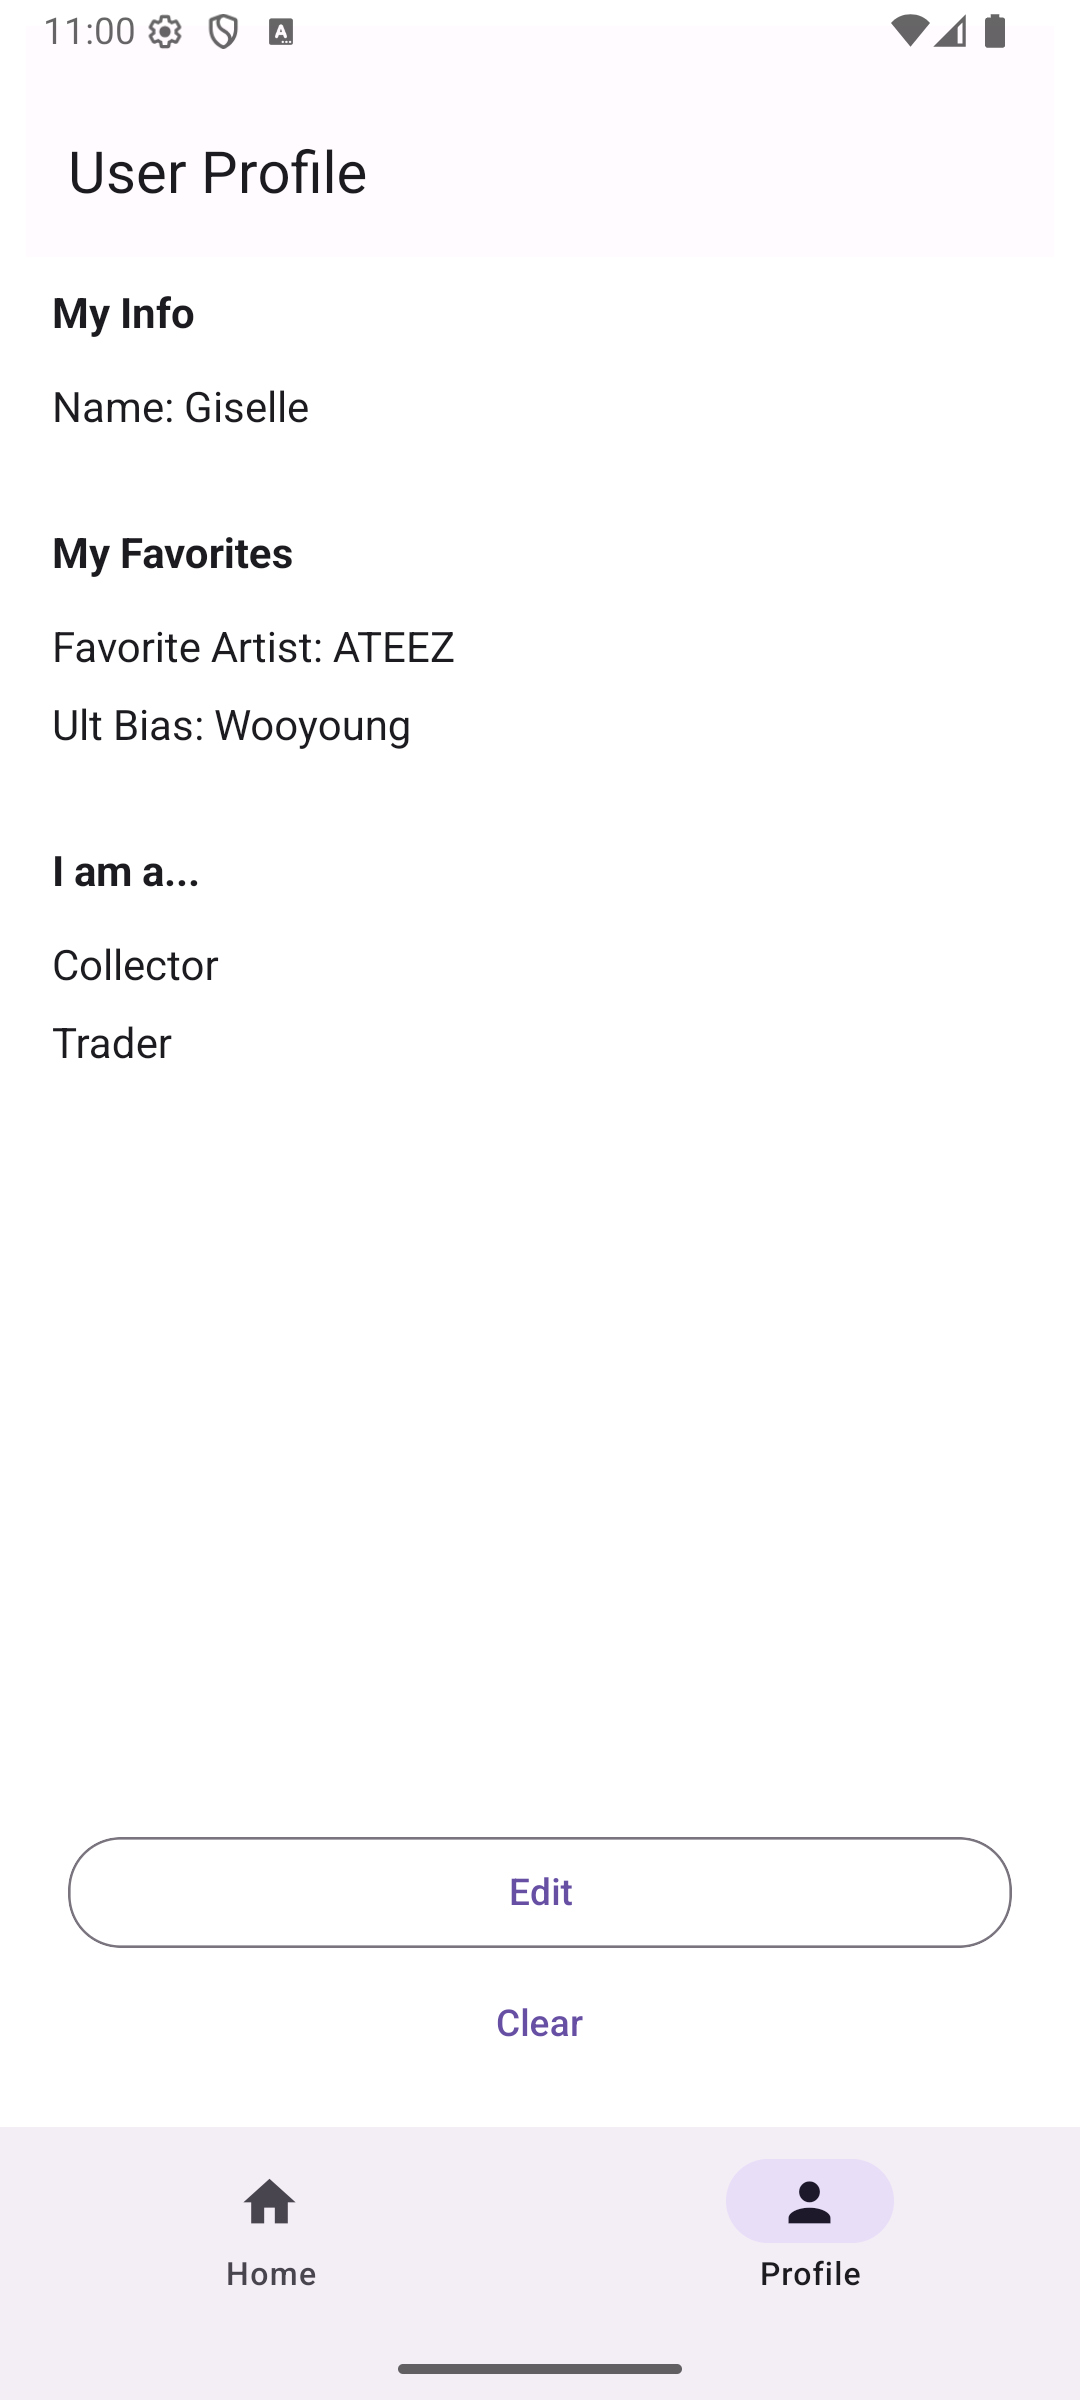 11:00
User Profile
My Info
Name: Giselle
My Favorites
Favorite Artist: ATEEZ
Ult Bias: Wooyoung
I am a...
Collector
Trader
Edit
Clear
Home
Profile